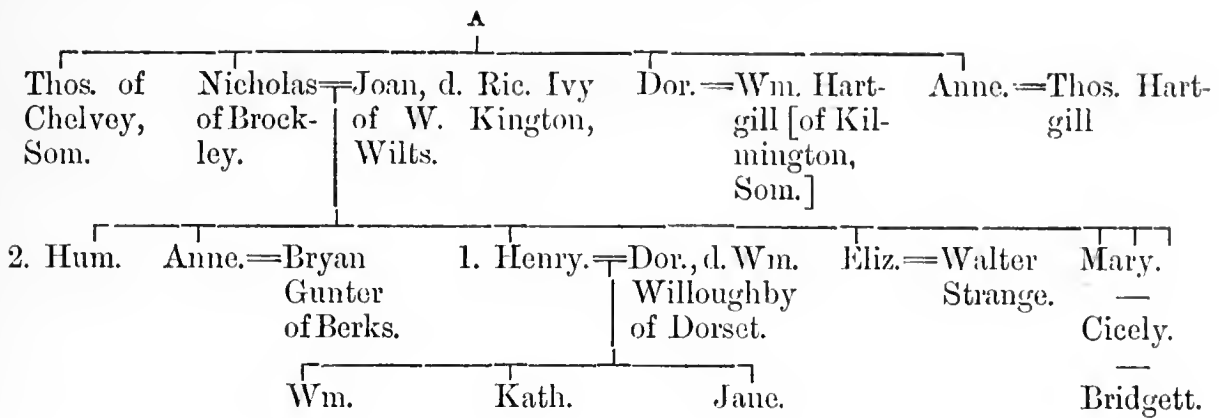 A
Thos. of Nicholas Joan, d. Ric. Ivy Dor. Wm. Hart- Anne. Thos. Hart-
Chelvey, of Brock- of W. Kington, gill [of Kil- gill
Som. ley. Wilts. mington,
Som.]
2. Hum. Anne. Bryan 1. Henry. Dor., d. Wm. Eliz. Walter Mary.
Gunter Willoughby Strange.
of Berks. of Dorset. Cicely.
Wm. Kath. Jane. Bridgett.